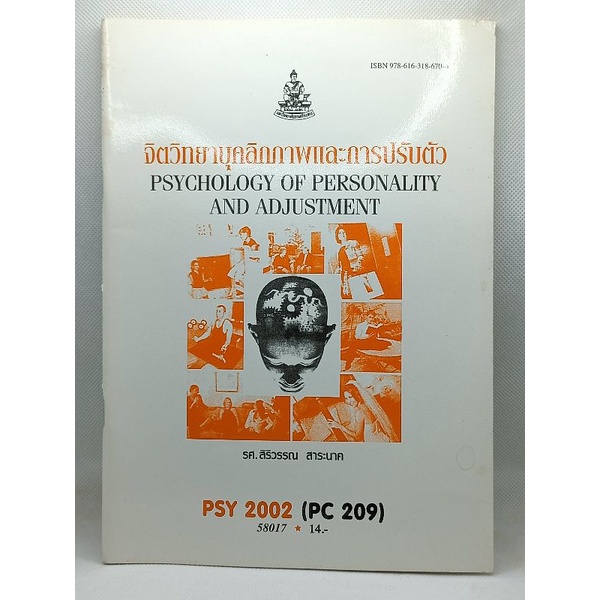 ISBN 978-616-318-670-
จิตวิทยาบุคลิกภาพและการปรับตัว
PSYCHOLOGY OF PERSONALITY
AND ADJUSTMENT
รศ. สิริวรรณ สาระนาค
PSY 2002 (PC 209)
58017 ★ 14.-